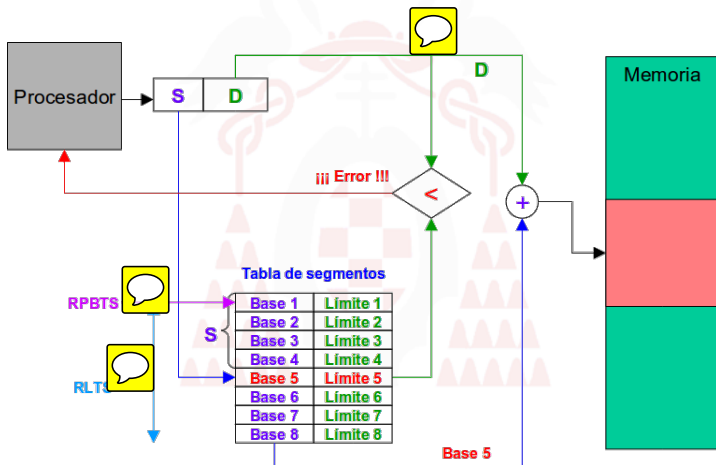 Procesador
S D
D
Memoria
¡¡¡ Error !!!
<
+
Tabla de segmentos
RPBTS
Base 1 Límite 1
Base 2 Límite 2
Base 3 Límite 3
S
Base 4 Límite 4
Base 5 Límite 5
RLTS
Base 6 Límite 6
Base 7 Límite 7
Base 8 Límite 8
Base 5